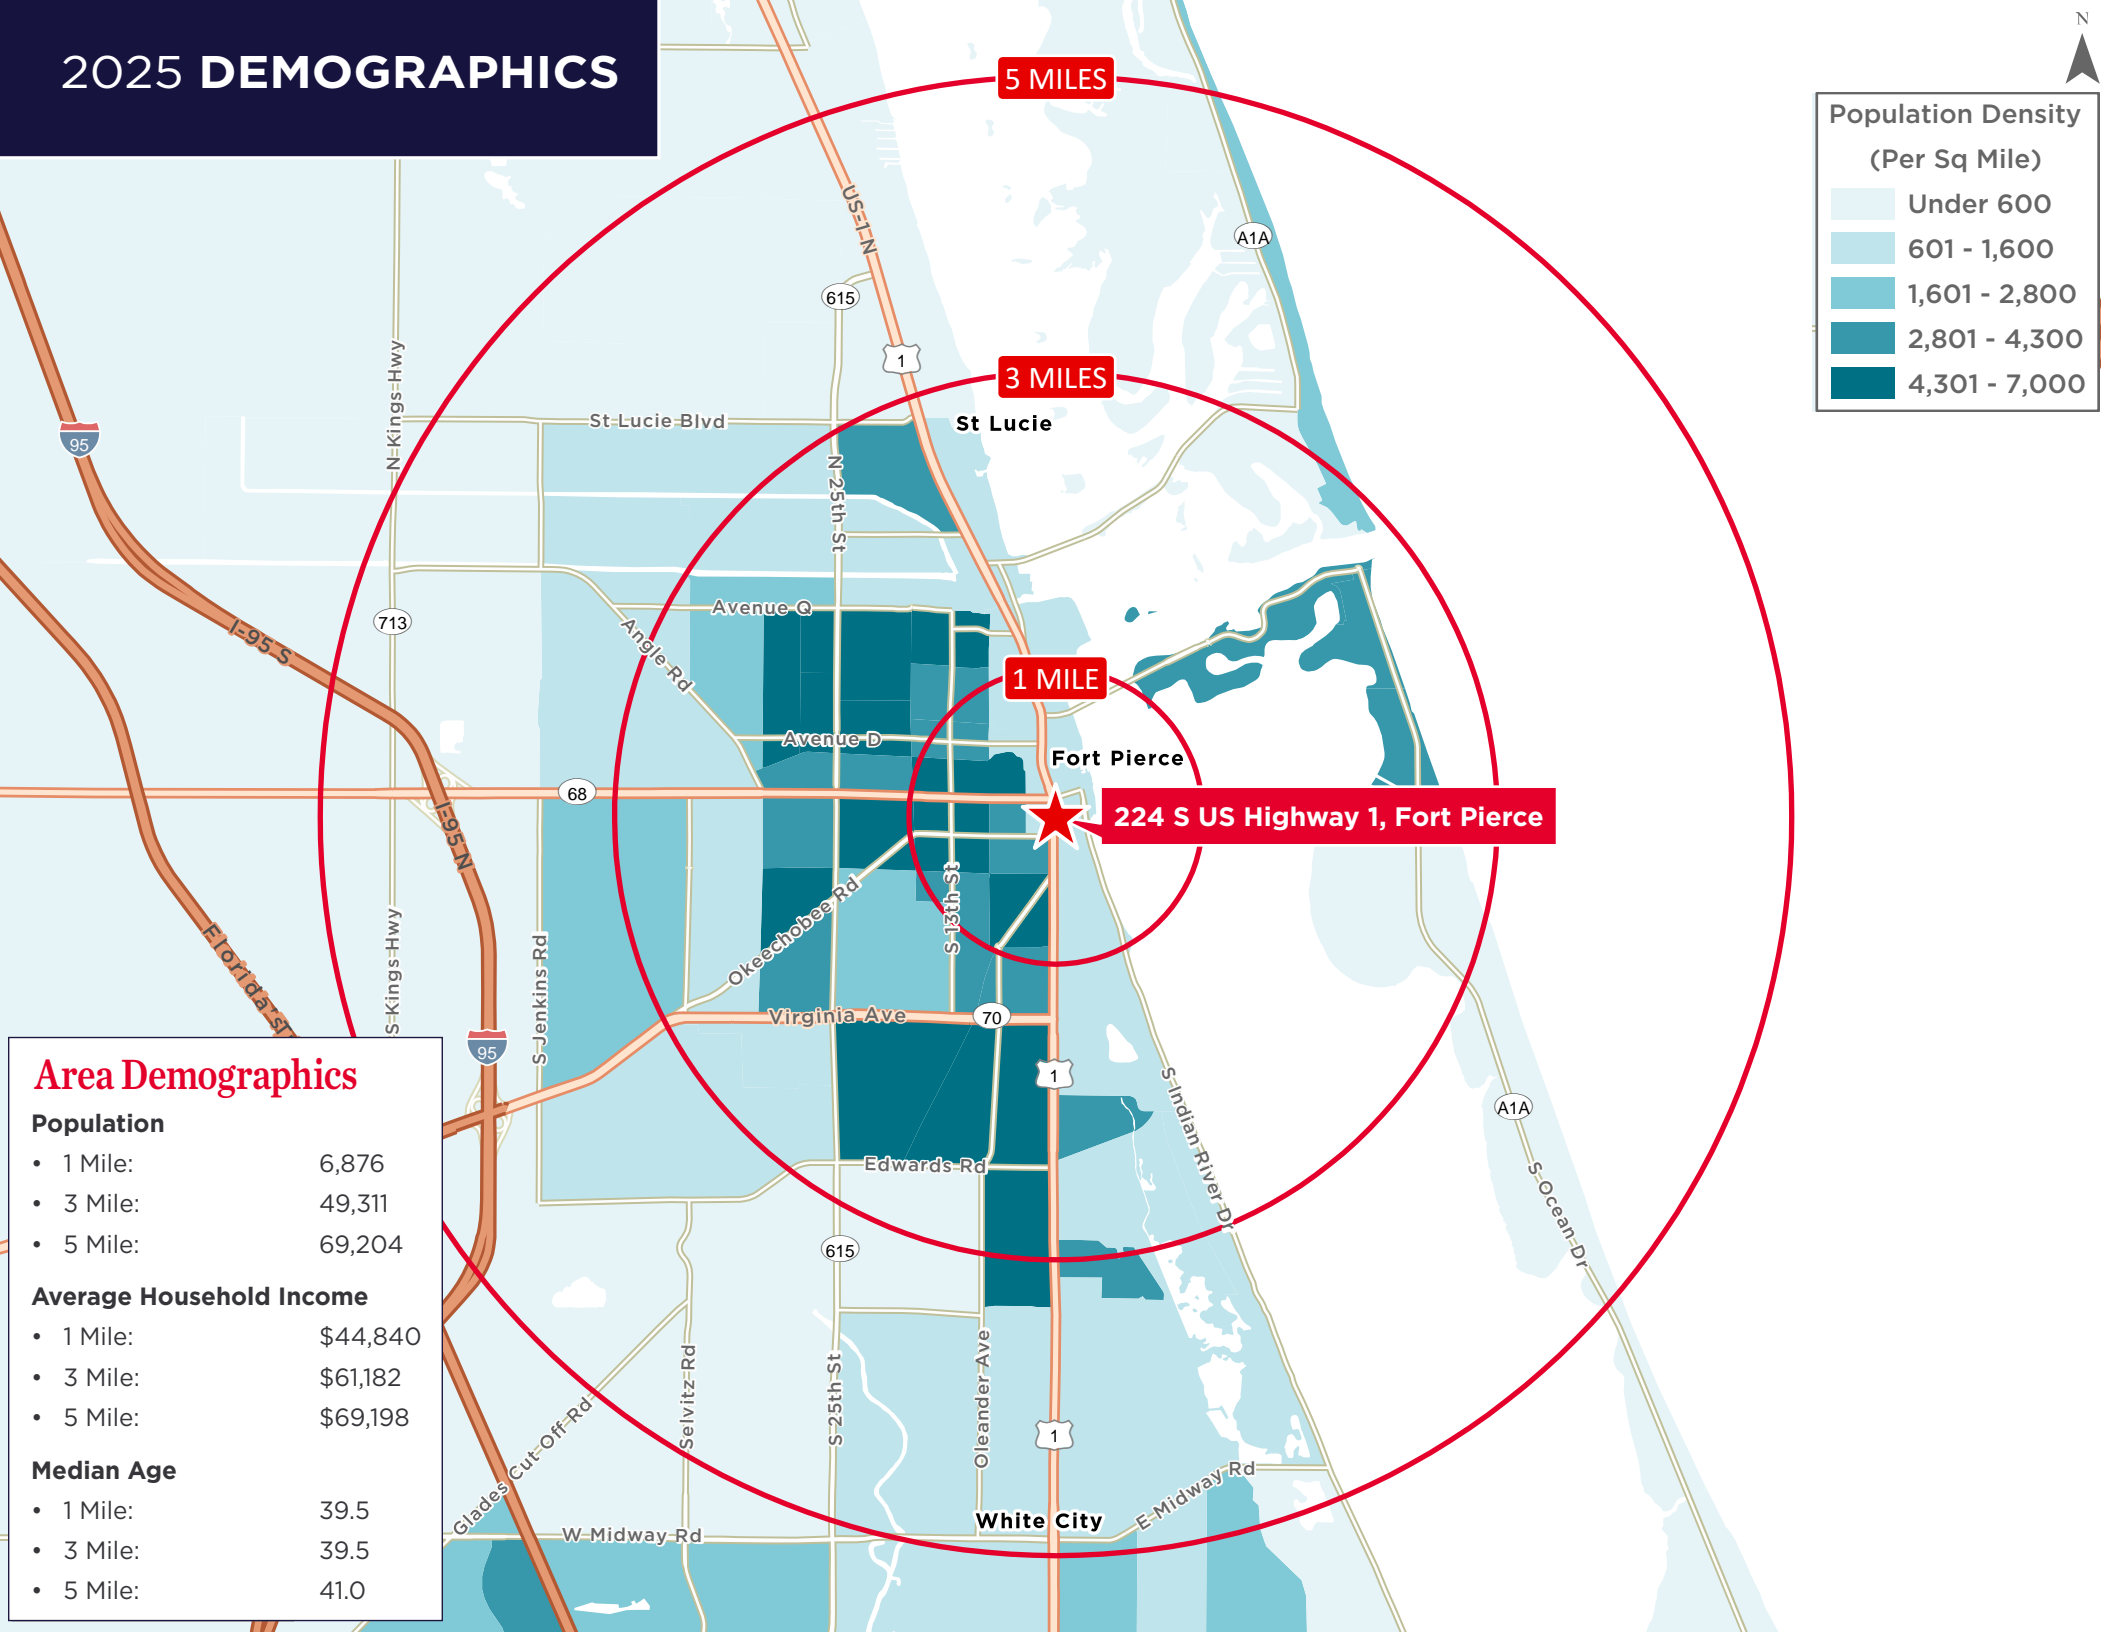 2025 DEMOGRAPHICS
N
Population Density
(Per Sq Mile)
Under 600
601 - 1,600
1,601 - 2,800
2,801 - 4,300
4,301 - 7,000
5 MILES
US-1 N
A1A
615
1
3 MILES
N Kings Hwy
95
St Lucie Blvd
St Lucie
N 25th St
Avenue Q
713
I-95 S
Angle Rd
1 MILE
Avenue D
Fort Pierce
68
224 S US Highway 1, Fort Pierce
I-95 N
S 13th St
Okeechobee Rd
S Kings Hwy
S Jenkins Rd
Virginia Ave
70
95
1
S Indian River Dr
A1A
Edwards Rd
S Ocean Dr
615
Oleander Ave
S 25th St
Selvitz Rd
Glades Cut Off Rd
1
E Midway Rd
White City
W Midway Rd
Area Demographics
Population
• 1 Mile: 6,876
• 3 Mile: 49,311
• 5 Mile: 69,204
Average Household Income
• 1 Mile: $44,840
• 3 Mile: $61,182
• 5 Mile: $69,198
Median Age
• 1 Mile: 39.5
• 3 Mile: 39.5
• 5 Mile: 41.0